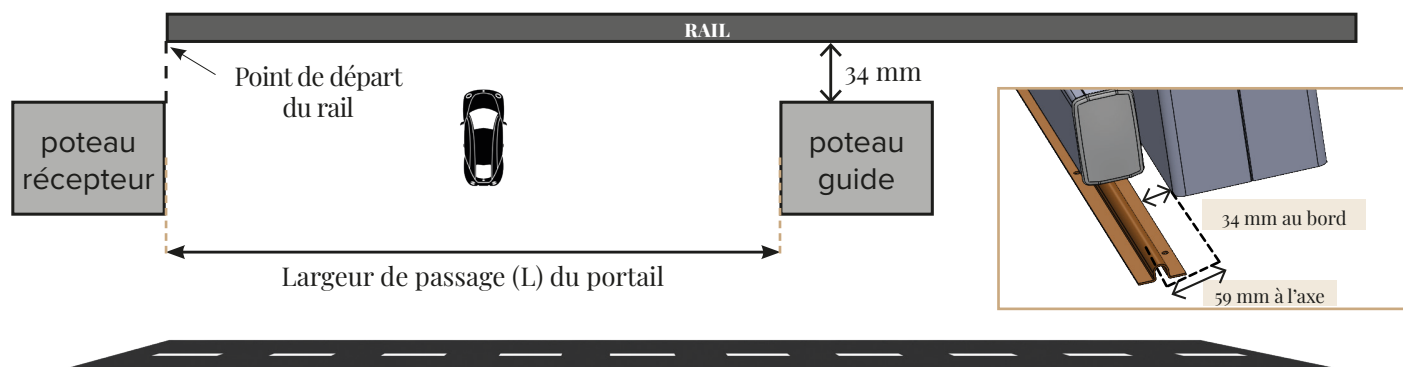 RAIL
Point de départ
du rail
34 mm
poteau
récepteur
poteau
guide
34 mm au bord
Largeur de passage (L) du portail
59 mm à l'axe